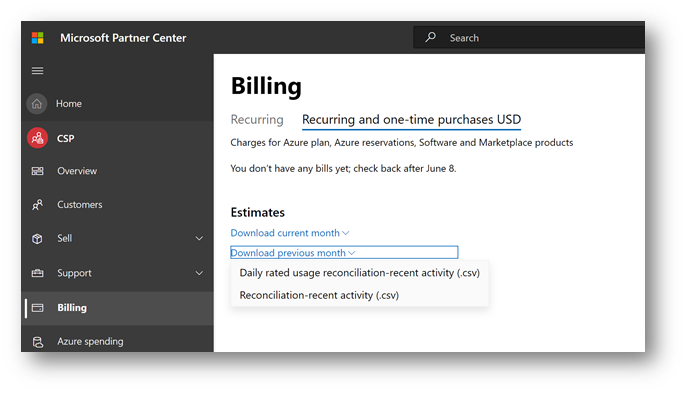 Microsoft Partner Center
Search
Home
CSP
Overview
Customers
Sell
Support
Billing
Azure spending
Billing
Recurring
Recurring and one-time purchases USD
Charges for Azure plan, Azure reservations, Software and Marketplace products
You don't have any bills yet; check back after June 8.
Estimates
Download current month
Download previous month
Daily rated usage reconciliation-recent activity (.csv)
Reconciliation-recent activity (.csv)